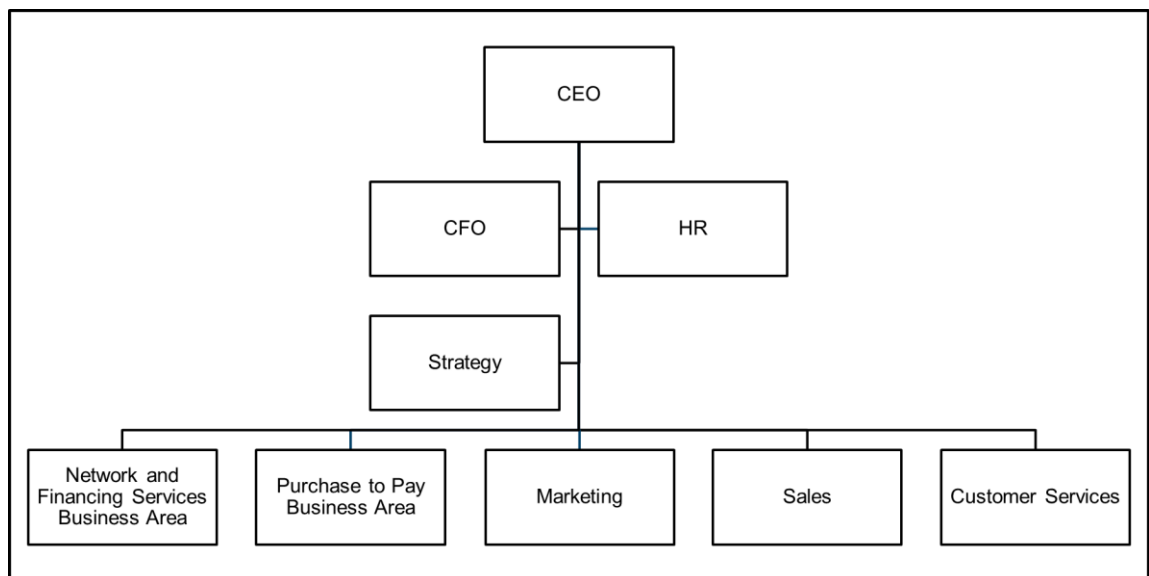 CEO
CFO
HR
Strategy
Network and
Financing Services
Business Area
Purchase to Pay
Business Area
Marketing
Sales
Customer Services